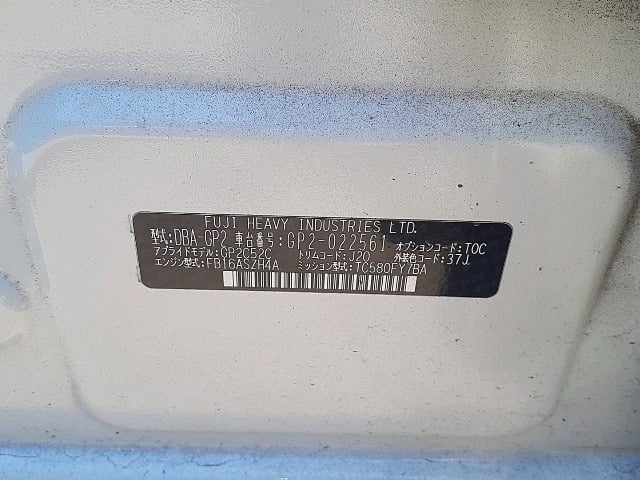 FUJI HEAVY INDUSTRIES LTD.
型式:DBA-GP2 車台番号:GP2-022561 オプションコード:TOC
アプライドモデル:GP2C52C トリムコード:J20 外装色コード:37J
エンジン型式:FB16ASZH4A ミッション型式:TC580FY7BA